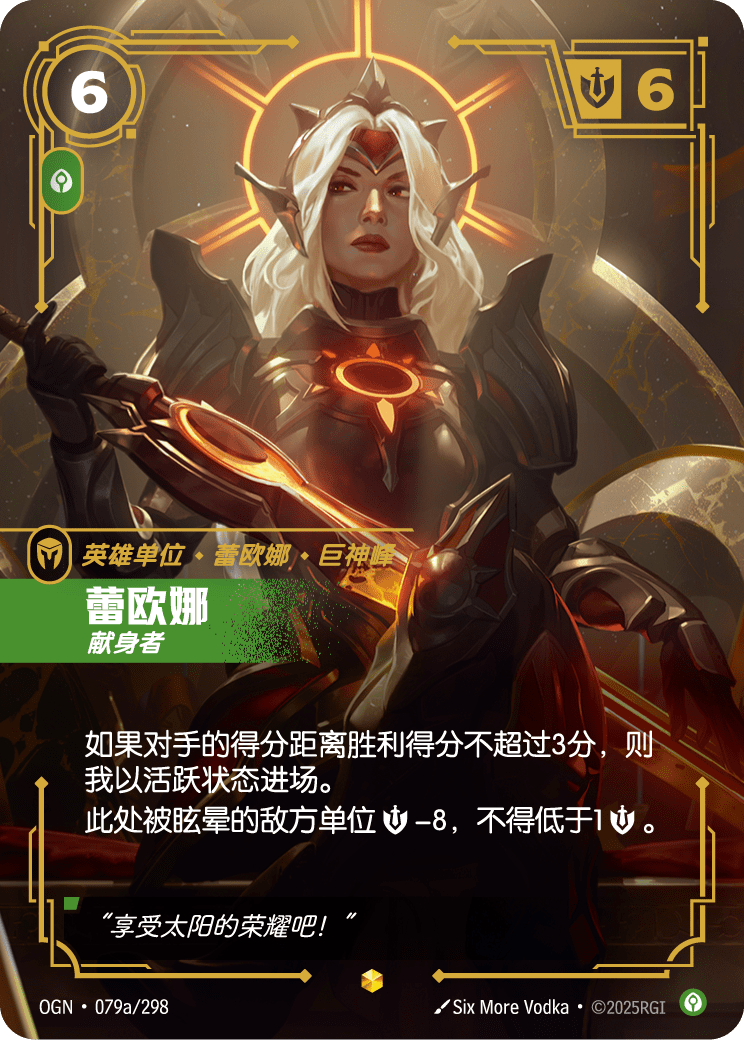 6
6
英雄单位 • 蕾欧娜 • 巨神峰
蕾欧娜
献身者
如果对手的得分距离胜利得分不超过3分，则
我以活跃状态进场。
此处被眩晕的敌方单位 -8，不得低于1 。
“享受太阳的荣耀吧！”
OGN • 079a/298
Six More Vodka • ©2025RGI